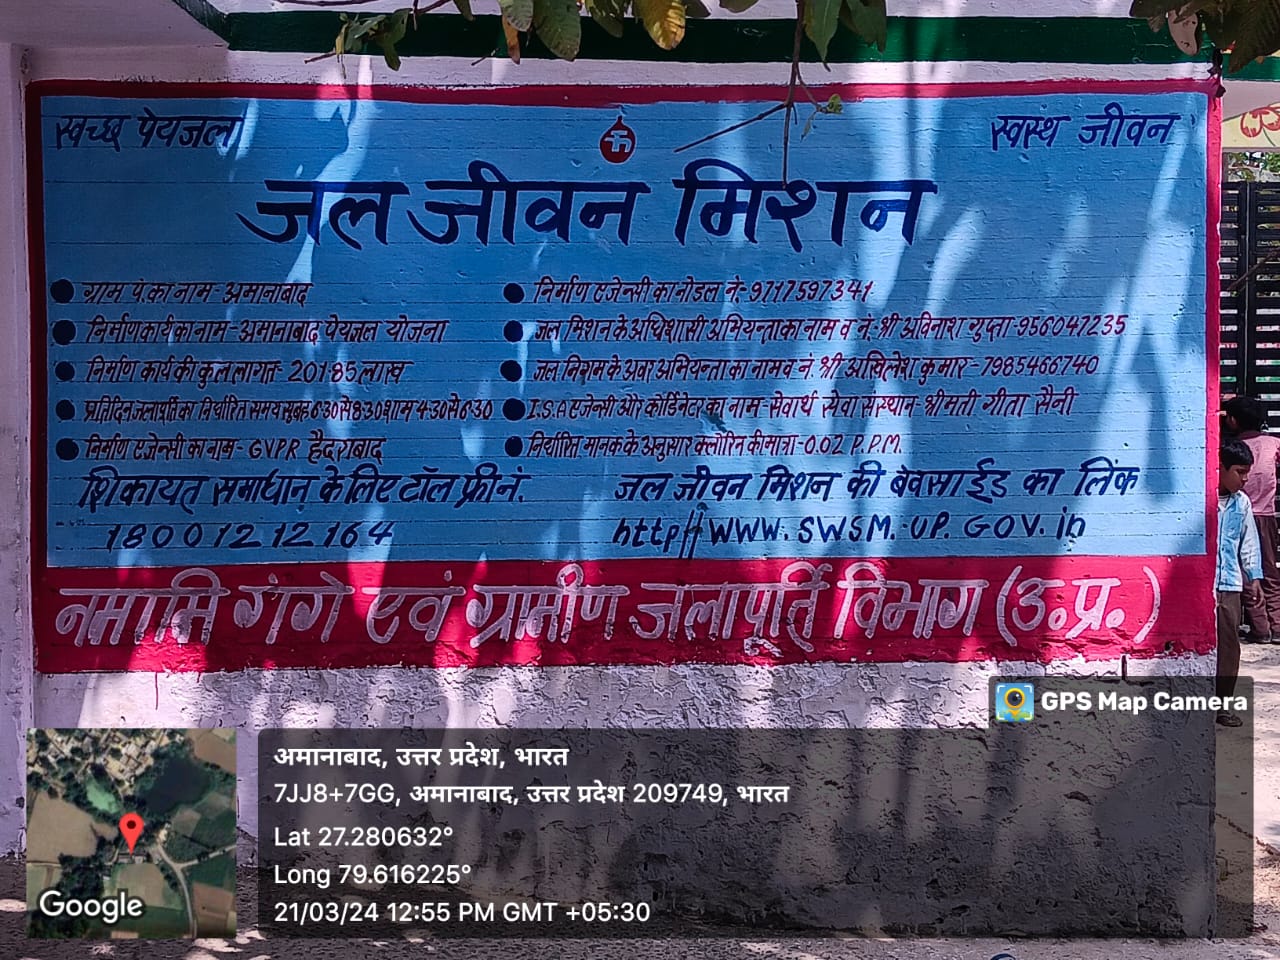 स्वच्छ पेयजल
स्वस्थ जीवन
जल जीवन मिशन
ग्राम पं. का नाम- अमानाबाद
निर्माण कार्य का नाम- अमानाबाद पेयजल योजना
निर्माण कार्य की कुल लागत- 201.85 लाख
प्रतिदिन जलापूर्ति का निर्धारित समय सुबह 6:30 से 8:30 शाम 4:30 से 6:30
निर्माण एजेन्सी का नाम- GVPR हैदराबाद
निर्माण एजेन्सी का नोडल नं.- 9717597341
जल मिशन के अधिशासी अभियन्ता का नाम व नं.- श्री अविनाश गुप्ता- 956047235
जल निगम के अवर अभियन्ता का नाम व नं. श्री अखिलेश कुमार- 7985466740
I.S.A एजेन्सी और कोर्डिनेटर का नाम- सेवार्थ सेवा संस्थान- श्रीमती गीता सैनी
निर्धारित मानक के अनुसार क्लोरिन की मात्रा- 0.02 P.P.M.
शिकायत समाधान के लिए टॉल फ्री नं.
18001212164
जल जीवन मिशन की बेवसाईड का लिंक
http//www.SWSM.-UP.GOV.in
नमामि गंगे एवं ग्रामीण जलापूर्ति विभाग (उ०प्र०)
GPS Map Camera
अमानाबाद, उत्तर प्रदेश, भारत
7JJ8+7GG, अमानाबाद, उत्तर प्रदेश 209749, भारत
Lat 27.280632°
Long 79.616225°
21/03/24 12:55 PM GMT +05:30
Google